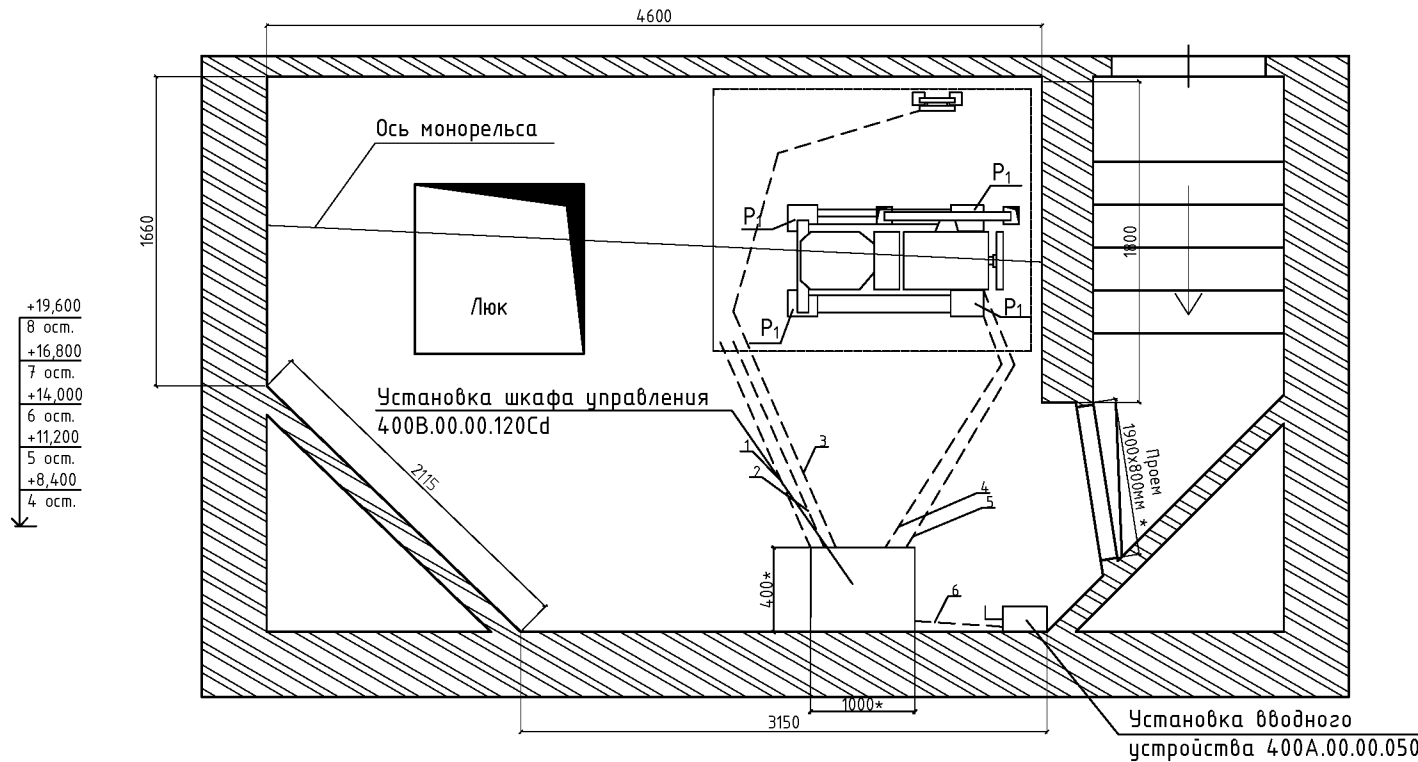 4600
Ось монорельса
1660
1800
P1
P1
P1
P1
Люк
+19,600
8 ост.
+16,800
7 ост.
+14,000
6 ост.
+11,200
5 ост.
+8,400
4 ост.
Установка шкафа управления
400В.00.00.120Cd
1
2
3
4
5
6
2115
Проем
1900х800мм *
400*
1000*
3150
Установка вводного
устройства 400А.00.00.050